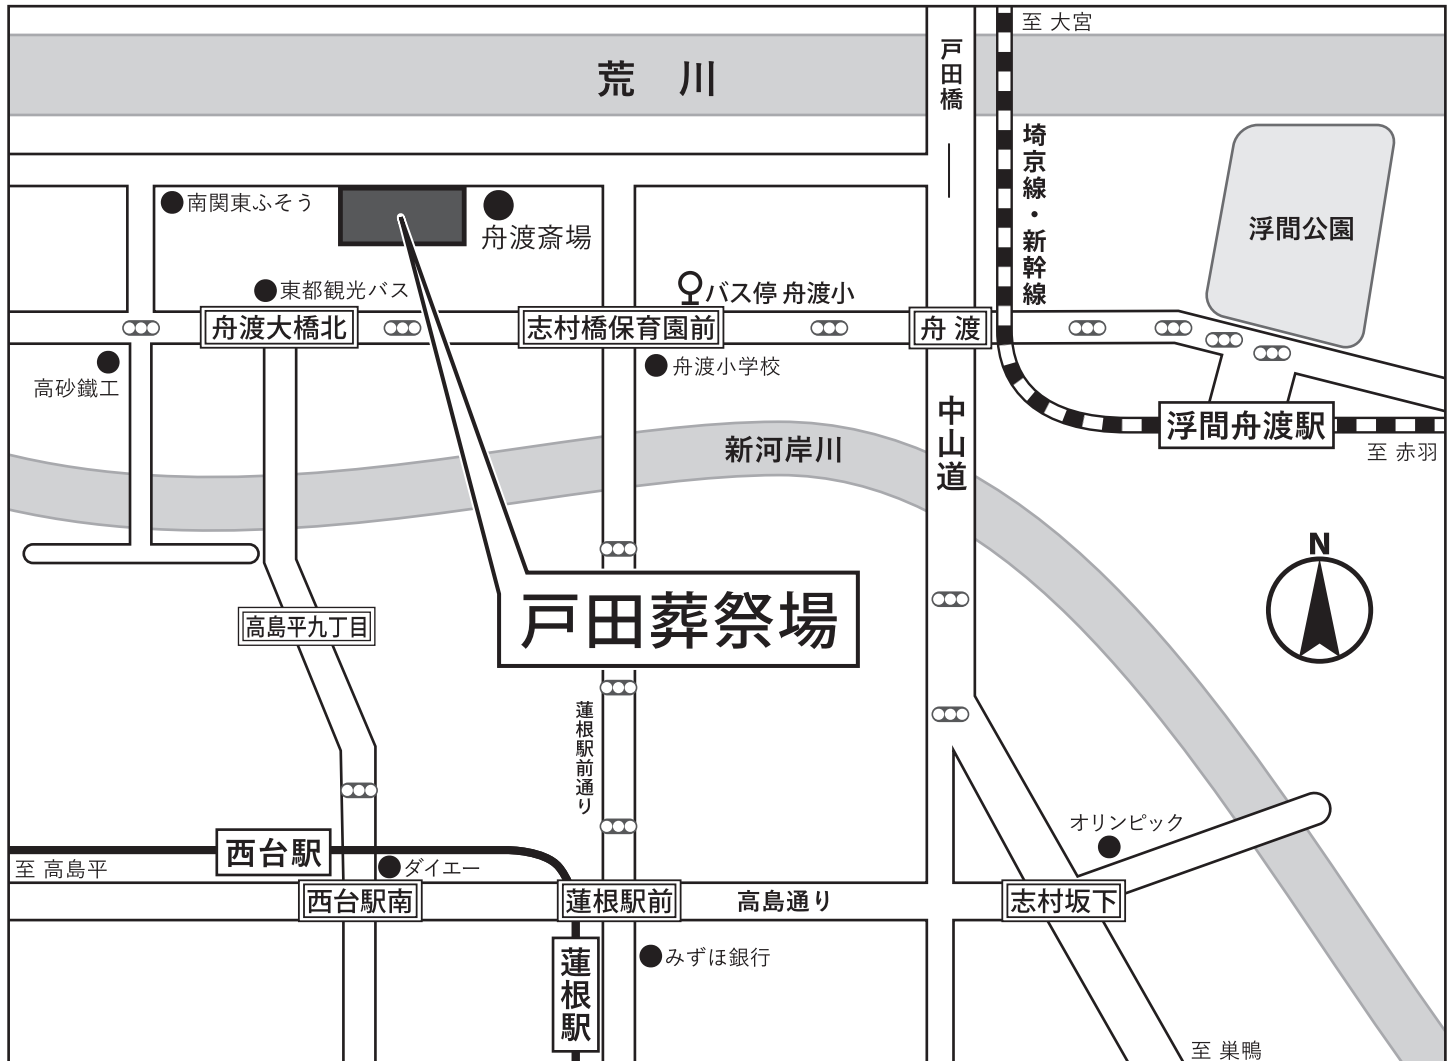 至 大宮
戸田橋
荒　川
埼京線・新幹線
浮間公園
南関東ふそう
舟渡斎場
東都観光バス
バス停 舟渡小
舟渡大橋北
志村橋保育園前
舟 渡
高砂鐵工
舟渡小学校
中山道
浮間舟渡駅
至 赤羽
新河岸川
N
戸田葬祭場
高島平九丁目
蓮根駅前通り
オリンピック
西台駅
至 高島平
ダイエー
西台駅南
蓮根駅前
高島通り
志村坂下
みずほ銀行
蓮根駅
至 巣鴨